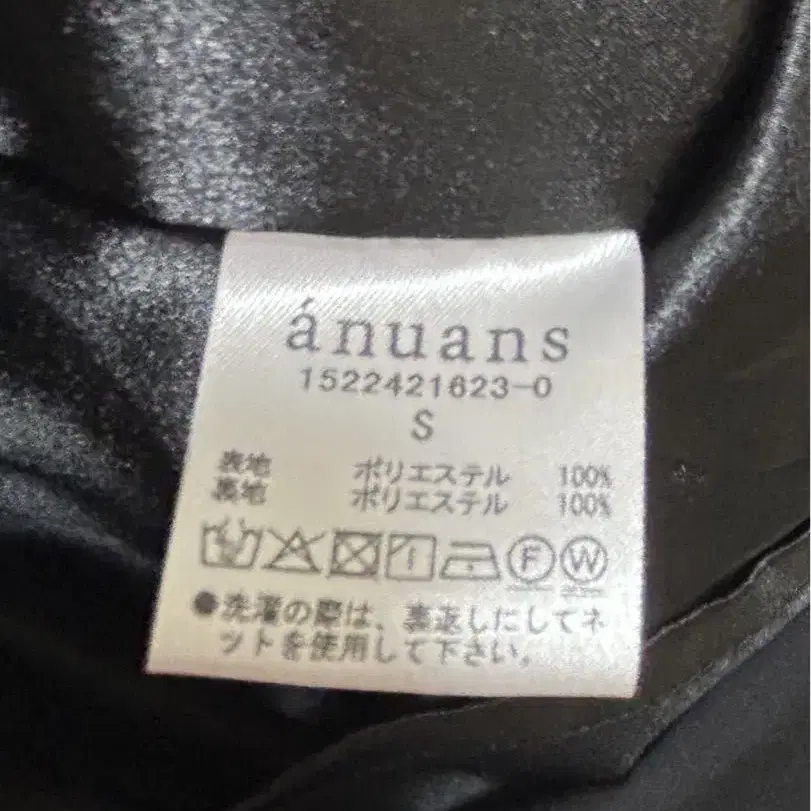 ánuans
1522421623-0
S
表地 ポリエステル 100%
裏地 ポリエステル 100%
F W
●洗濯の際は、裏返しにしてネ
ットを使用して下さい。